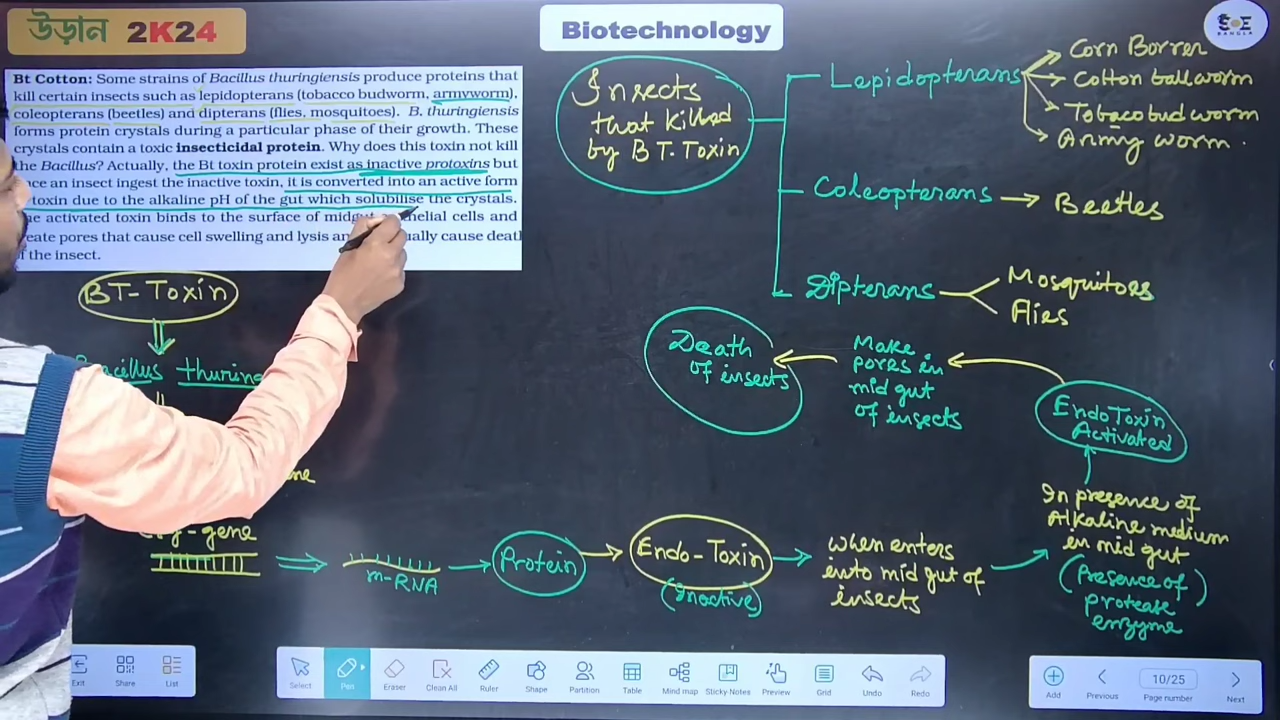 উড়ান 2K24
Biotechnology
SOE
BANGLA
Bt Cotton: Some strains of Bacillus thuringiensis produce proteins that
kill certain insects such as lepidopterans (tobacco budworm, armyworm),
coleopterans (beetles) and dipterans (flies, mosquitoes). B. thuringiensis
forms protein crystals during a particular phase of their growth. These
crystals contain a toxic insecticidal protein. Why does this toxin not kill
the Bacillus? Actually, the Bt toxin protein exist as inactive protoxins but
an insect ingest the inactive toxin, it is converted into an active form
toxin due to the alkaline pH of the gut which solubilise the crystals.
activated toxin binds to the surface of cells and
pores that cause cell swelling and lysis cause death
of the insect.
Insects
that killed
by BT.Toxin
Lepidopterans
Corn Borrer
Cotton ballworm
Tobaco bud worm
Army worm.
Coleopterans
Beetles
Dipterans
Mosquitoes
Flies
BT-Toxin
Death
of insects
Make
pores in
mid gut
of insects
EndoToxin
Activated
gene
m-RNA
Protein
Endo-Toxin
(Inactive)
when enters
into mid gut of
insects
In presence of
Alkaline medium
in mid gut
(Presence of)
protease
enzyme
Exit
Share
List
Select
Pen
Eraser
Clean All
Ruler
Shape
Partition
Table
Mind map
Sticky Notes
Preview
Grid
Undo
Redo
Add
Previous
10/25
Page number
Next